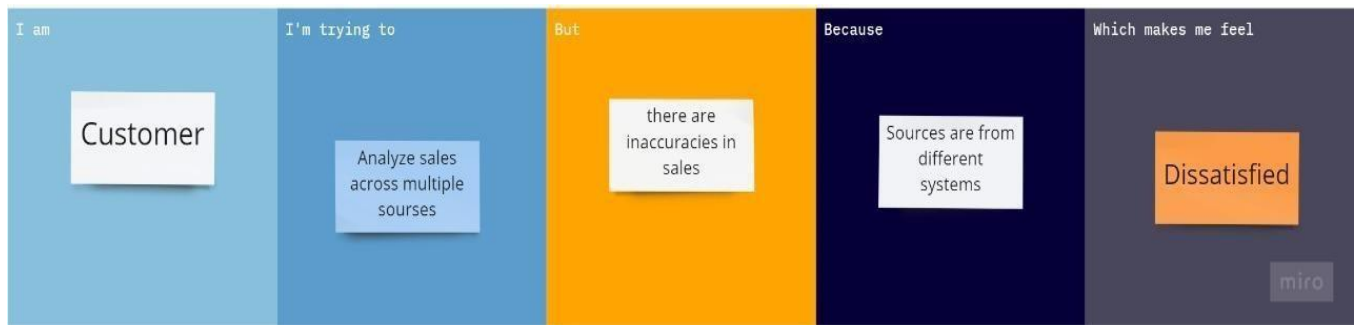 I am
Customer
I'm trying to
Analyze sales
across multiple
sourses
But
there are
inaccuracies in
sales
Because
Sources are from
different
systems
Which makes me feel
Dissatisfied
miro